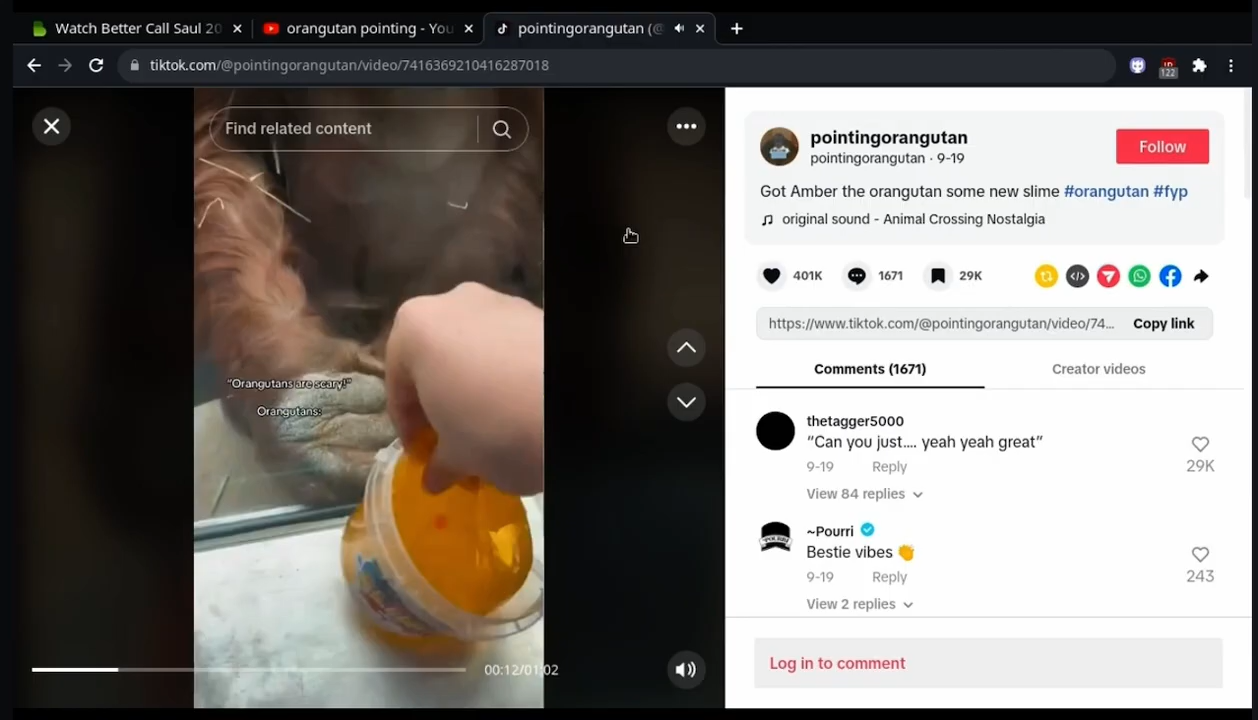 Watch Better Call Saul 20
orangutan pointing - You
pointingorangutan (@
tiktok.com/@pointingorangutan/video/7416369210416287018
122
Find related content
"Orangutans are scary!"
Orangutans:
00:12/01:02
pointingorangutan
pointingorangutan · 9-19
Follow
Got Amber the orangutan some new slime #orangutan #fyp
original sound - Animal Crossing Nostalgia
401K
1671
29K
https://www.tiktok.com/@pointingorangutan/video/74...
Copy link
Comments (1671)
Creator videos
thetagger5000
“Can you just.... yeah yeah great”
9-19 Reply
29K
View 84 replies
~Pourri
Bestie vibes 👏
9-19 Reply
243
View 2 replies
Log in to comment